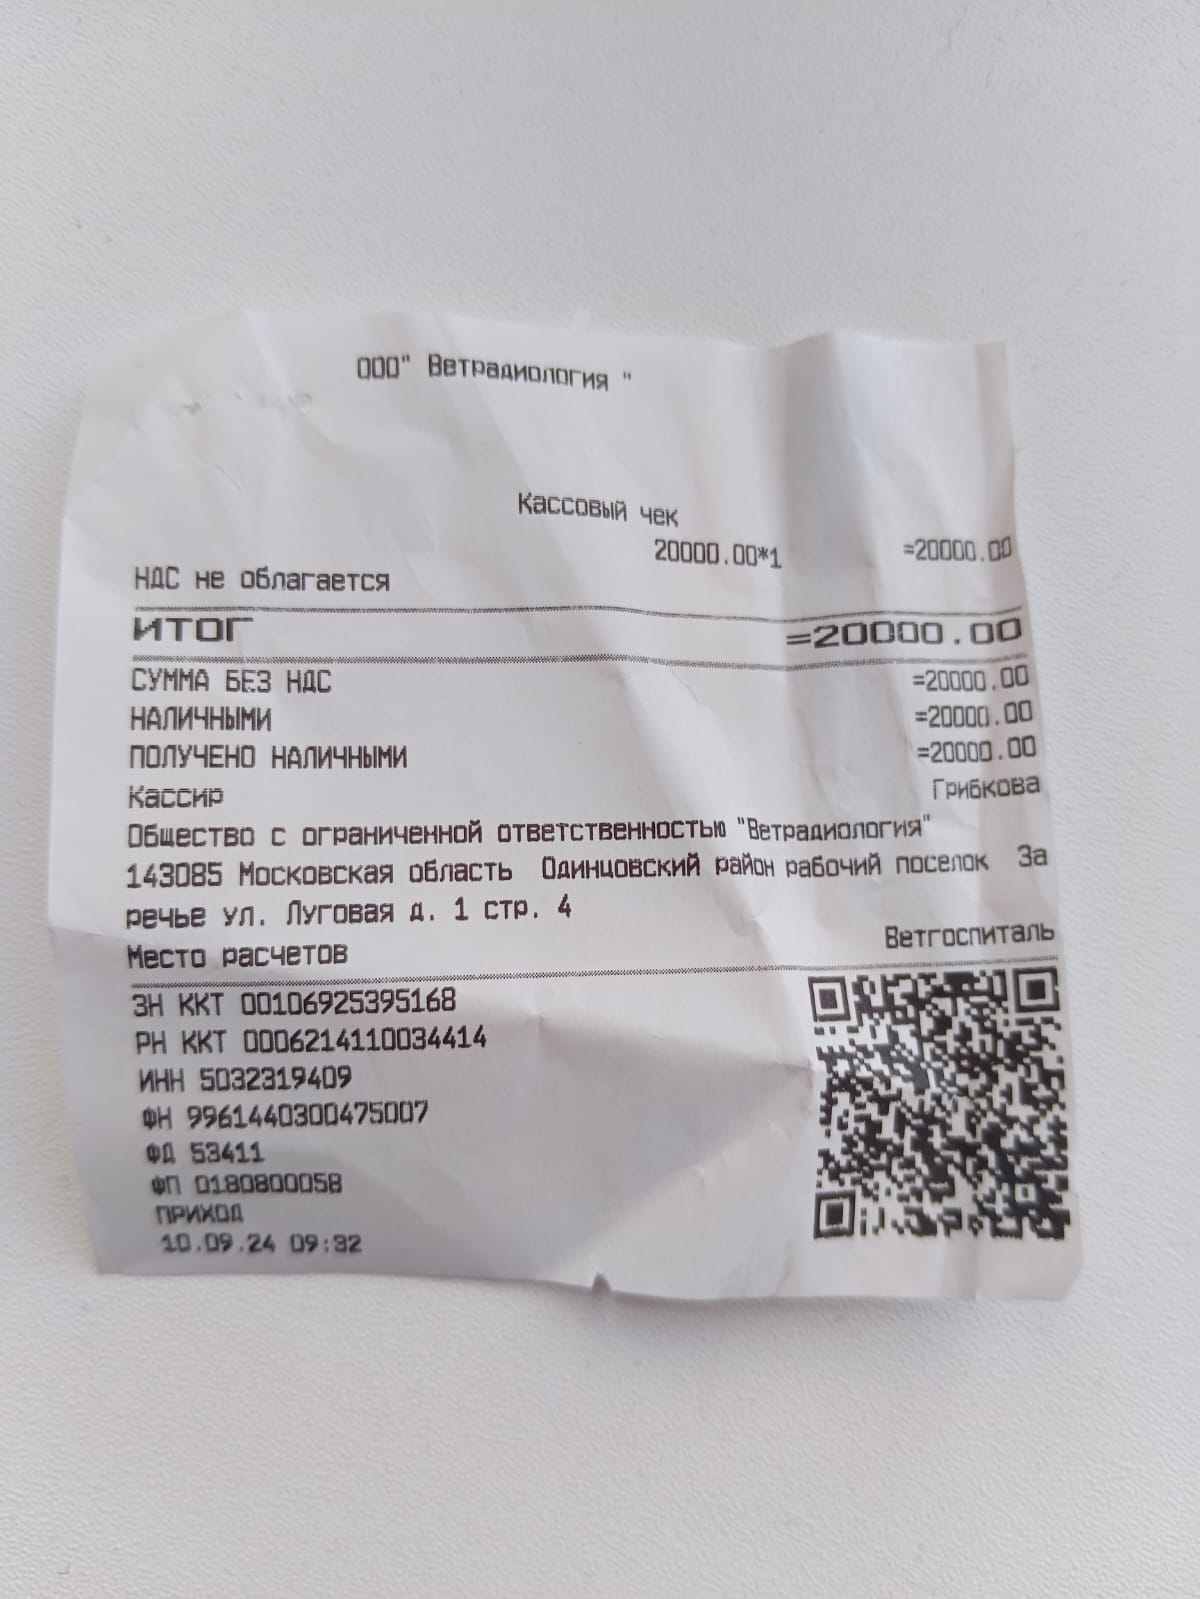 ООО" Ветрадиология "
Кассовый чек
20000.00*1 =20000.00
НДС не облагается
ИТОГ =20000.00
СУММА БЕЗ НДС =20000.00
НАЛИЧНЫМИ =20000.00
ПОЛУЧЕНО НАЛИЧНЫМИ =20000.00
Кассир Грибкова
Общество с ограниченной ответственностью "Ветрадиология"
143085 Московская область Одинцовский район рабочий поселок За
речье ул. Луговая д. 1 стр. 4
Место расчетов Ветгоспиталь
ЗН ККТ 00106925395168
РН ККТ 0006214110034414
ИНН 5032319409
ФН 9961440300475007
ФД 53411
ФП 0180800058
ПРИХОД
10.09.24 09:32